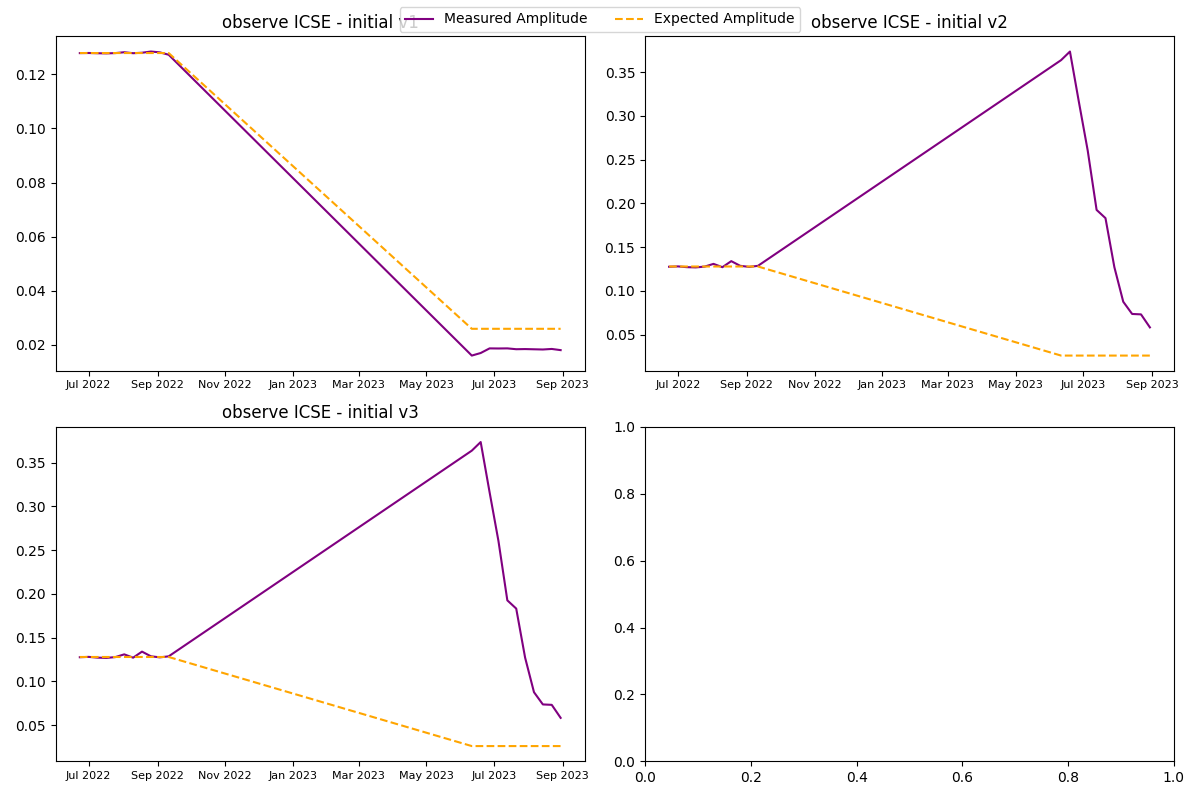 observe ICSE - initial v1
Measured Amplitude
Expected Amplitude
observe ICSE - initial v2
0.12
0.10
0.08
0.06
0.04
0.02
Jul 2022 Sep 2022 Nov 2022 Jan 2023 Mar 2023 May 2023 Jul 2023 Sep 2023
0.35
0.30
0.25
0.20
0.15
0.10
0.05
Jul 2022 Sep 2022 Nov 2022 Jan 2023 Mar 2023 May 2023 Jul 2023 Sep 2023
observe ICSE - initial v3
0.35
0.30
0.25
0.20
0.15
0.10
0.05
Jul 2022 Sep 2022 Nov 2022 Jan 2023 Mar 2023 May 2023 Jul 2023 Sep 2023
1.0
0.8
0.6
0.4
0.2
0.0
0.0 0.2 0.4 0.6 0.8 1.0